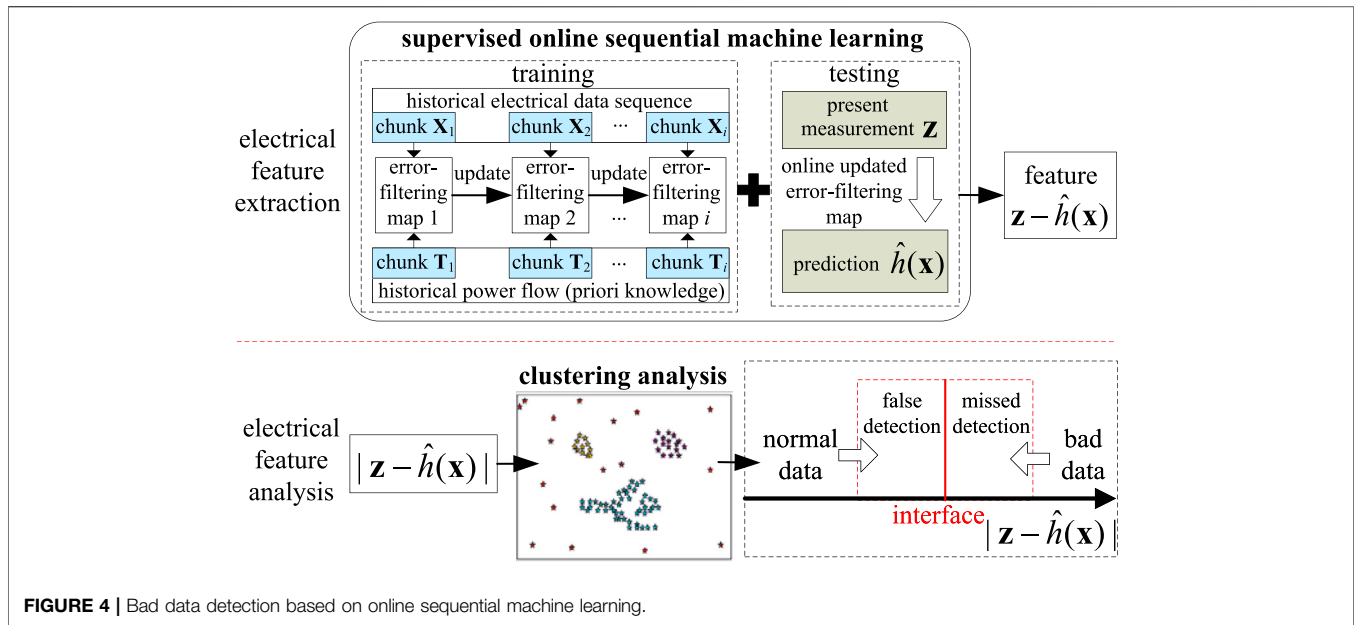 supervised online sequential machine learning
training
historical electrical data sequence
chunk X₁
chunk X₂
...
chunk Xᵢ
electrical
feature
extraction
error-
filtering
map 1
update
error-
filtering
map 2
update
...
error-
filtering
map i
chunk T₁
chunk T₂
...
chunk Tᵢ
historical power flow (priori knowledge)
testing
present
measurement z
online updated
error-filtering
map
prediction ĥ(x)
feature
z − ĥ(x)
electrical
feature
analysis
| z − ĥ(x) |
clustering analysis
normal
data
false
detection
missed
detection
bad
data
interface
| z − ĥ(x) |
FIGURE 4 | Bad data detection based on online sequential machine learning.